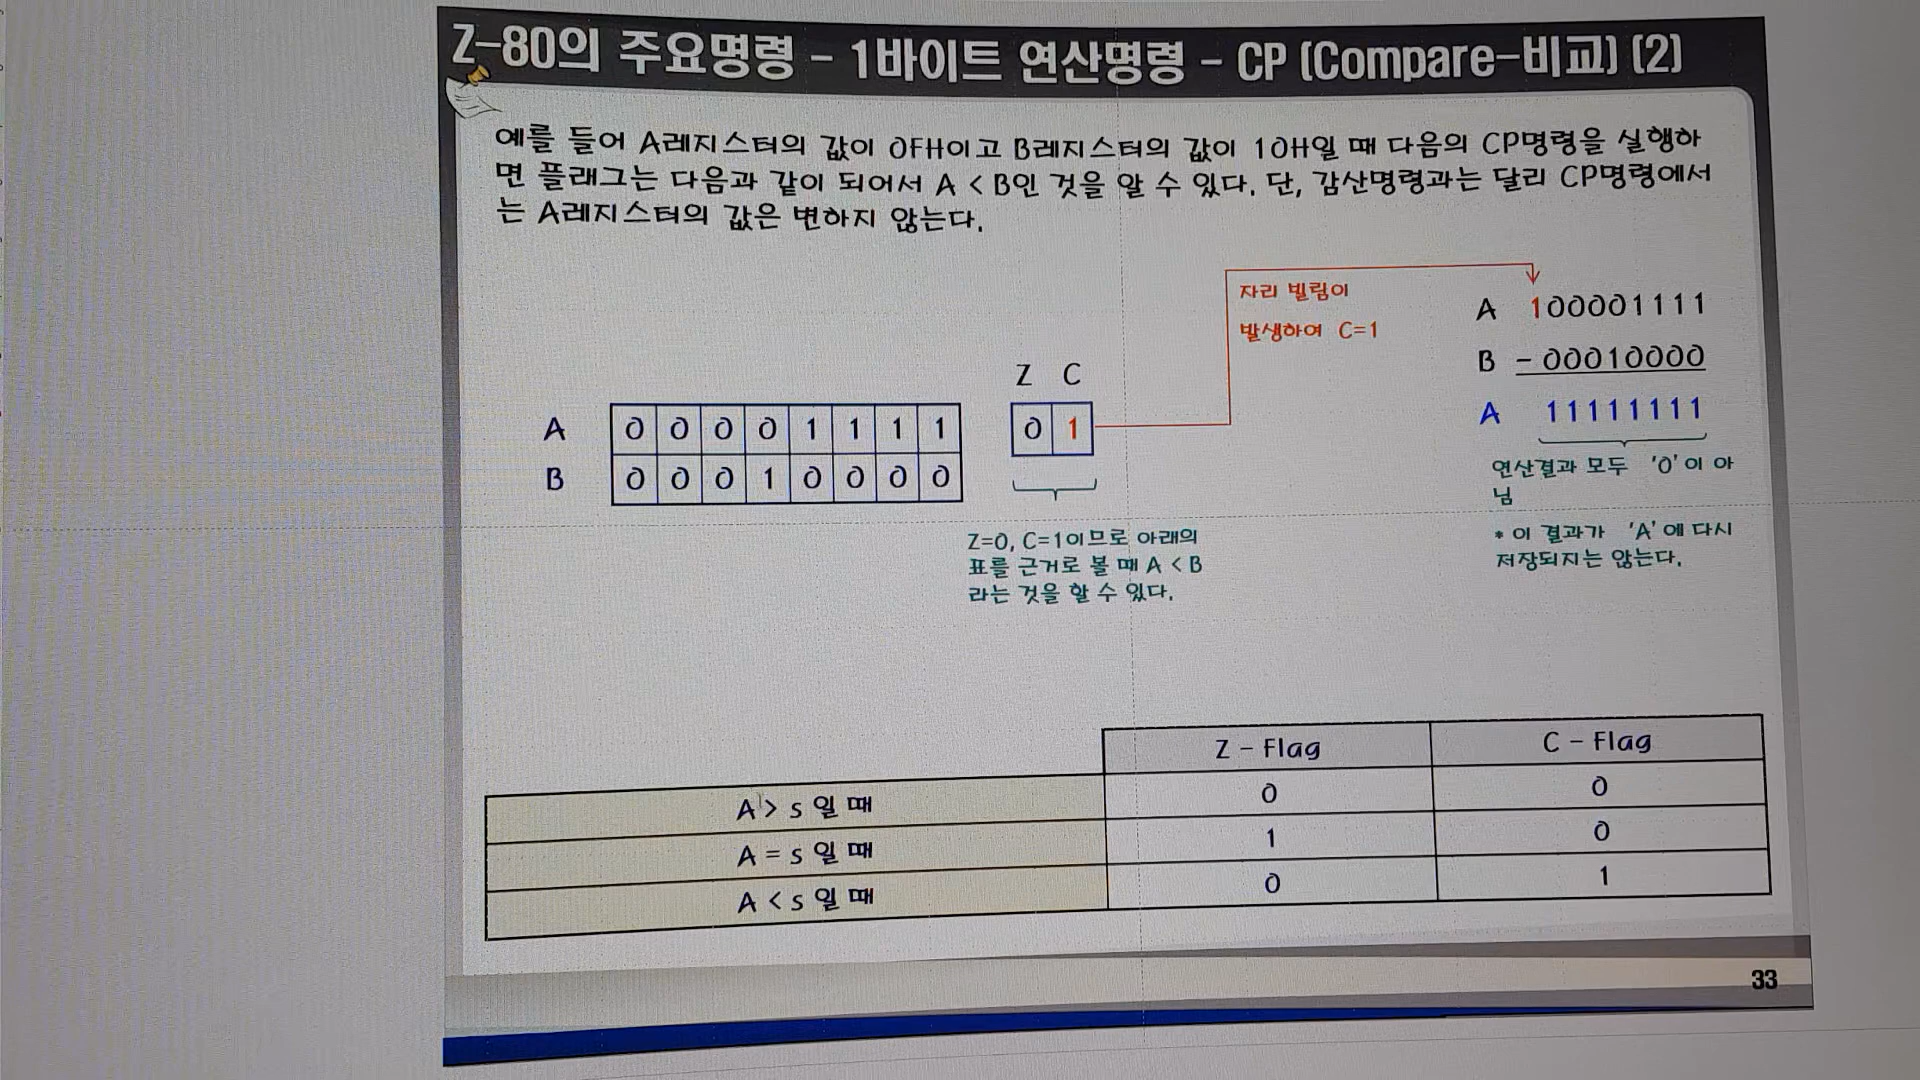 Z-80의 주요명령 - 1바이트 연산명령 - CP (Compare-비교) (2)
예를 들어 A레지스터의 값이 0FH이고 B레지스터의 값이 10H일 때 다음의 CP명령을 실행하
면 플래그는 다음과 같이 되어서 A < B인 것을 알 수 있다. 단, 감산명령과는 달리 CP명령에서
는 A레지스터의 값은 변하지 않는다.
자리 빌림이
발생하여 C=1
A 100001111
B - 00010000
A 11111111
연산결과 모두 '0'이 아
님
* 이 결과가 'A'에 다시
저장되지는 않는다.
Z C
A 0 0 0 0 1 1 1 1 0 1
B 0 0 0 1 0 0 0 0
Z=0, C=1이므로 아래의
표를 근거로 볼 때 A < B
라는 것을 할 수 있다.
Z - Flag C - Flag
A > s 일 때 0 0
A = s 일 때 1 0
A < s 일 때 0 1
33